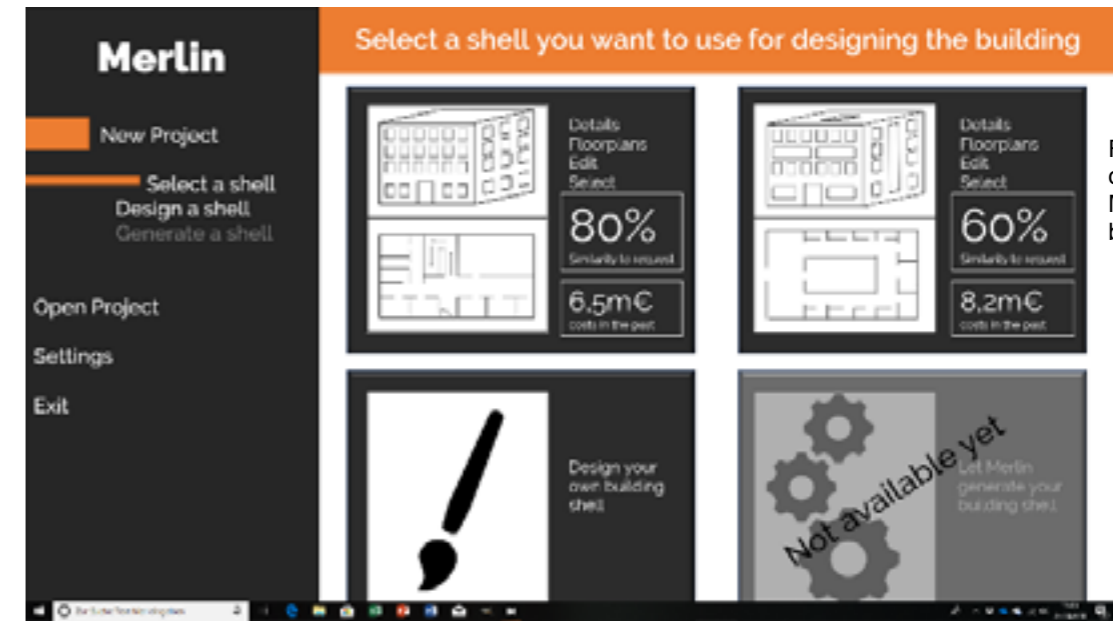 Merlin
New Project
Select a shell
Design a shell
Generate a shell
Open Project
Settings
Exit
Select a shell you want to use for designing the building
Details
Floorplans
Edit
Select
80%
Similarity to request
6,5m€
costs in the past
Details
Floorplans
Edit
Select
60%
Similarity to request
8,2m€
costs in the past
Design your
own building
shell
Not available yet
Let Merlin
generate your
building shell